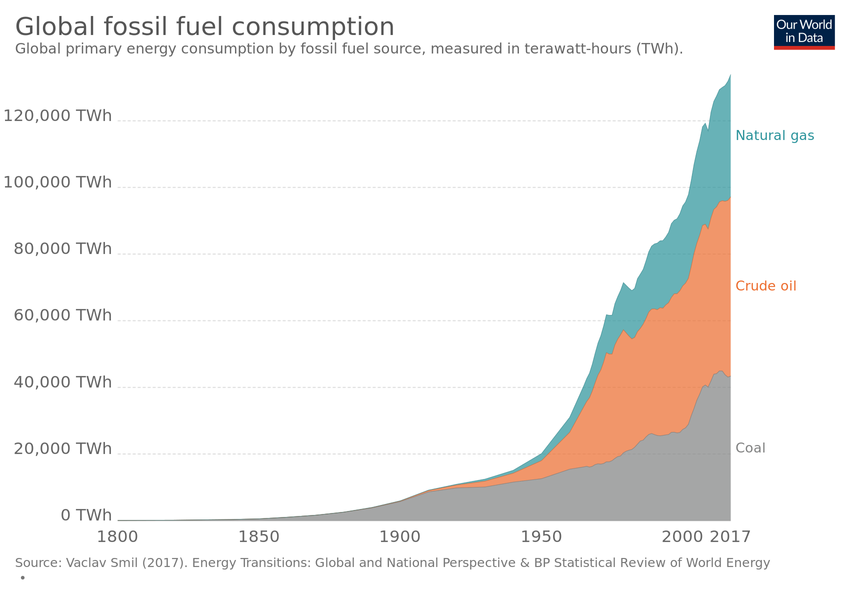 Global fossil fuel consumption
Global primary energy consumption by fossil fuel source, measured in terawatt-hours (TWh).
Our World
in Data
120,000 TWh
Natural gas
100,000 TWh
80,000 TWh
Crude oil
60,000 TWh
40,000 TWh
20,000 TWh
Coal
0 TWh
1800 1850 1900 1950 2000 2017
Source: Vaclav Smil (2017). Energy Transitions: Global and National Perspective & BP Statistical Review of World Energy
•